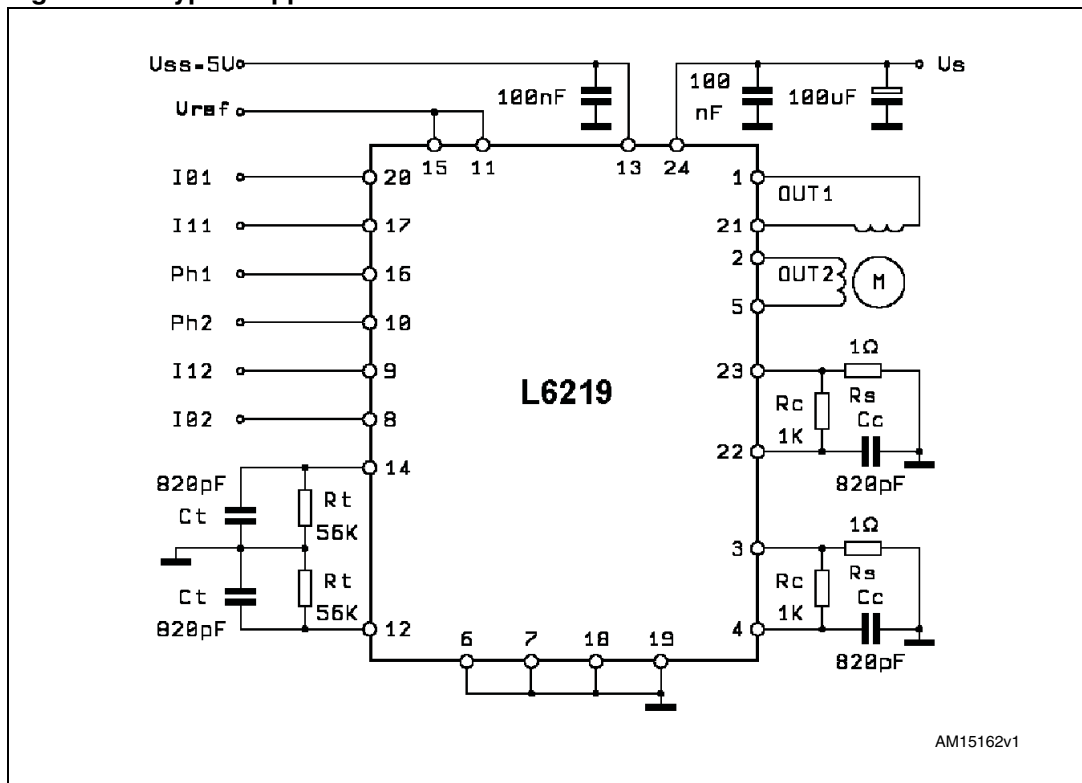 Vss-5V
Vref
100nF
100
nF
100uF
Vs
15
11
13
24
I01
20
I11
17
Ph1
16
Ph2
10
I12
9
I02
8
14
820pF
Ct
Rt
56K
Ct
820pF
Rt
56K
12
L6219
1
OUT1
21
2
OUT2
M
5
23
1Ω
Rs
Rc
1K
Cc
22
820pF
3
1Ω
Rs
Rc
1K
Cc
4
820pF
6
7
18
19
AM15162v1